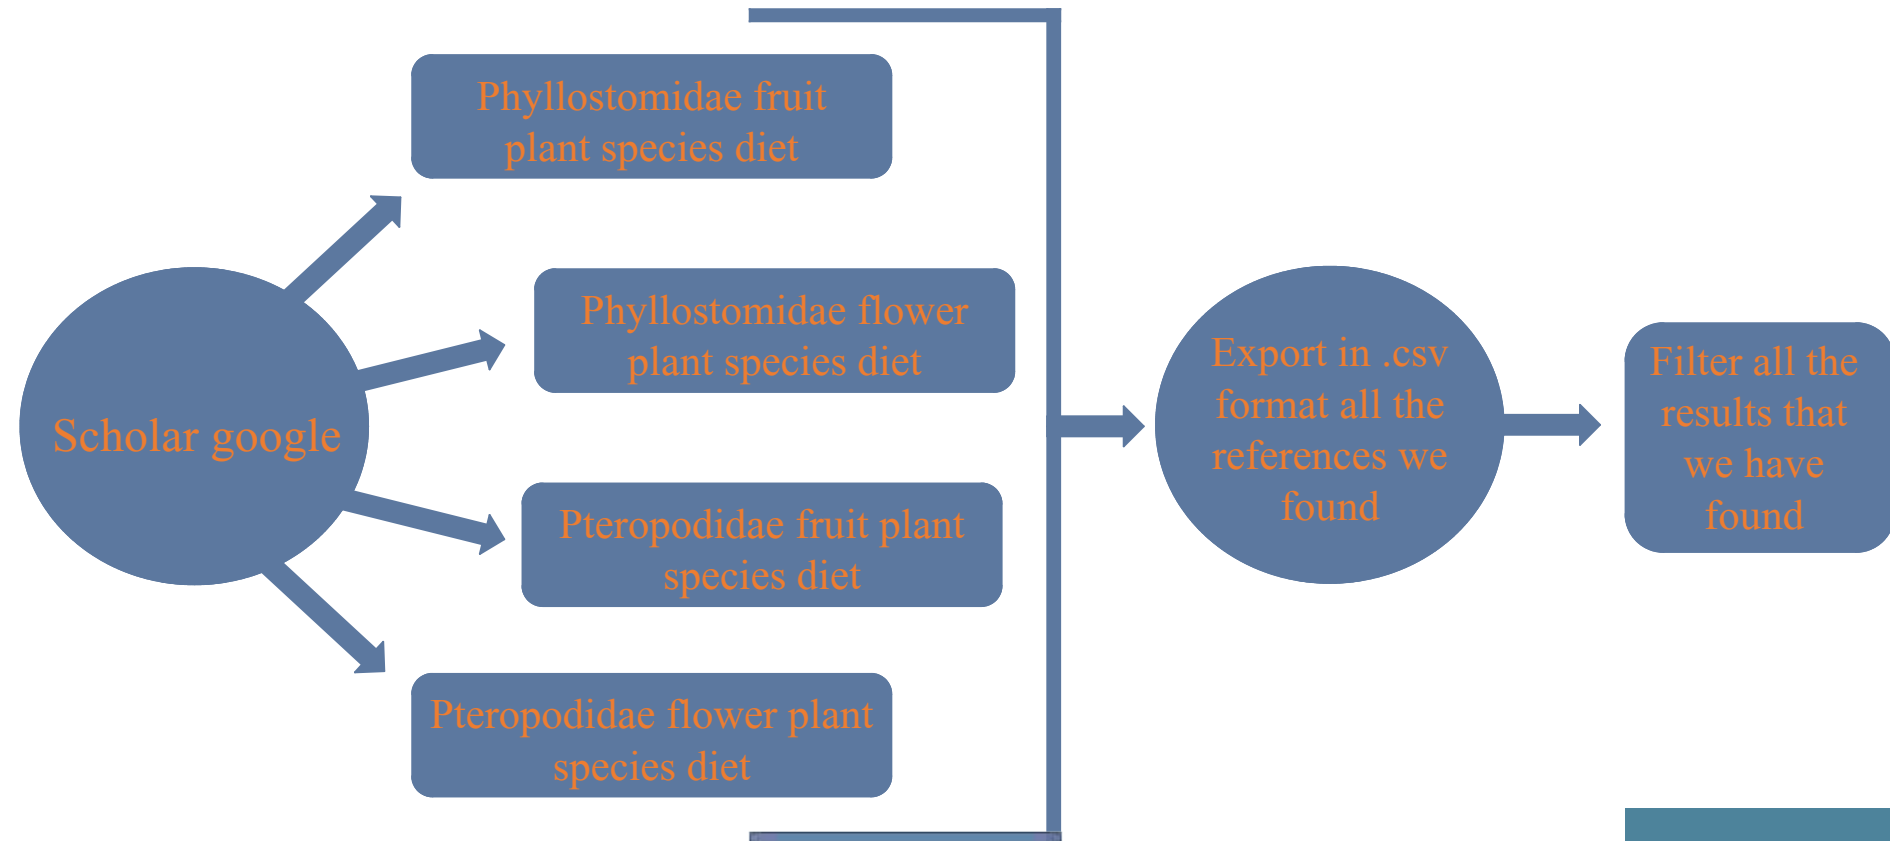 Phyllostomidae fruit
plant species diet
Phyllostomidae flower
plant species diet
Scholar google
Pteropodidae fruit plant
species diet
Pteropodidae flower plant
species diet
Export in .csv
format all the
references we
found
Filter all the
results that
we have
found